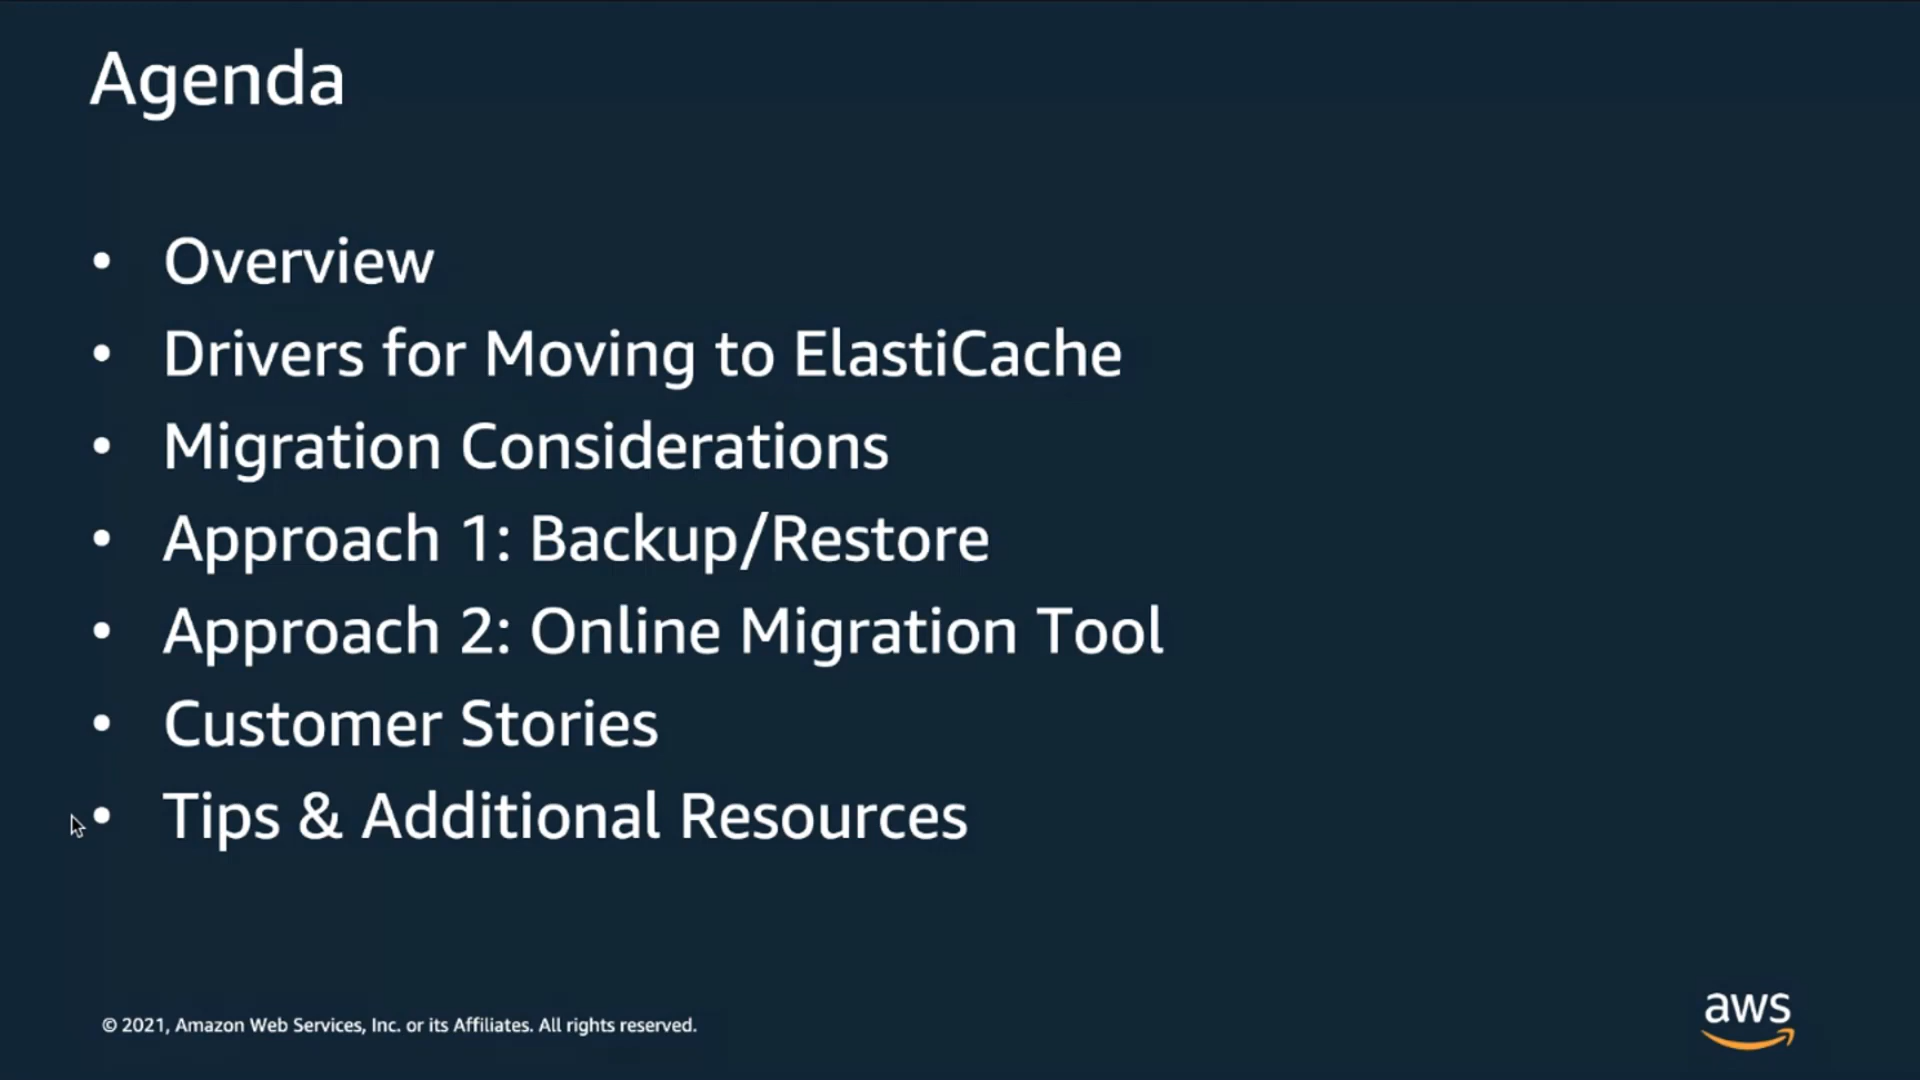 Agenda
• Overview
• Drivers for Moving to ElastiCache
• Migration Considerations
• Approach 1: Backup/Restore
• Approach 2: Online Migration Tool
• Customer Stories
• Tips & Additional Resources
© 2021, Amazon Web Services, Inc. or its Affiliates. All rights reserved.
aws